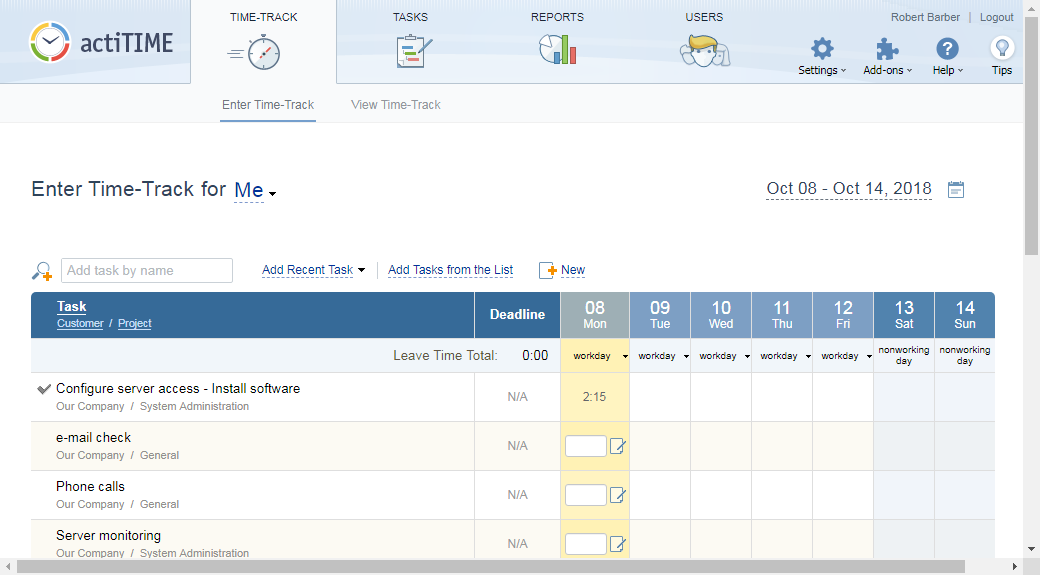 actiTIME
TIME-TRACK TASKS REPORTS USERS
Robert Barber | Logout
Settings Add-ons Help Tips
Enter Time-Track View Time-Track
Enter Time-Track for Me
Oct 08 - Oct 14, 2018
Add task by name Add Recent Task Add Tasks from the List New
Task
Customer / Project
Deadline
08 Mon
09 Tue
10 Wed
11 Thu
12 Fri
13 Sat
14 Sun
Leave Time Total: 0:00 workday workday workday workday workday nonworking day nonworking day
Configure server access - Install software
Our Company / System Administration
N/A 2:15
e-mail check
Our Company / General
N/A
Phone calls
Our Company / General
N/A
Server monitoring
Our Company / System Administration
N/A